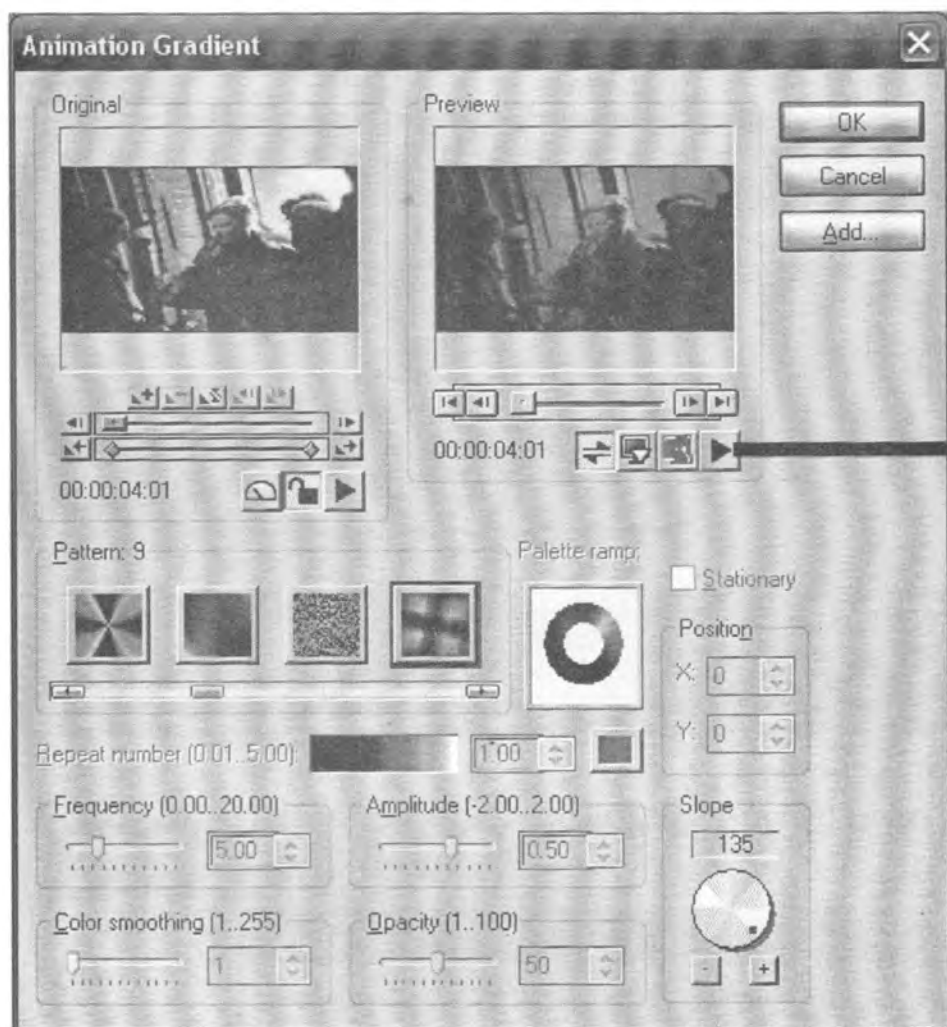 Animation Gradient
Original
Preview
OK
Cancel
Add...
00:00:04:01
00:00:04:01
Pattern: 9
Palette ramp:
Stationary
Position
X: 0
Y: 0
Repeat number (0.01..5.00): 1.00
Frequency (0.00..20.00)
5.00
Amplitude (-2.00..2.00)
0.50
Slope
135
Color smoothing (1..255)
1
Opacity (1..100)
50
- +